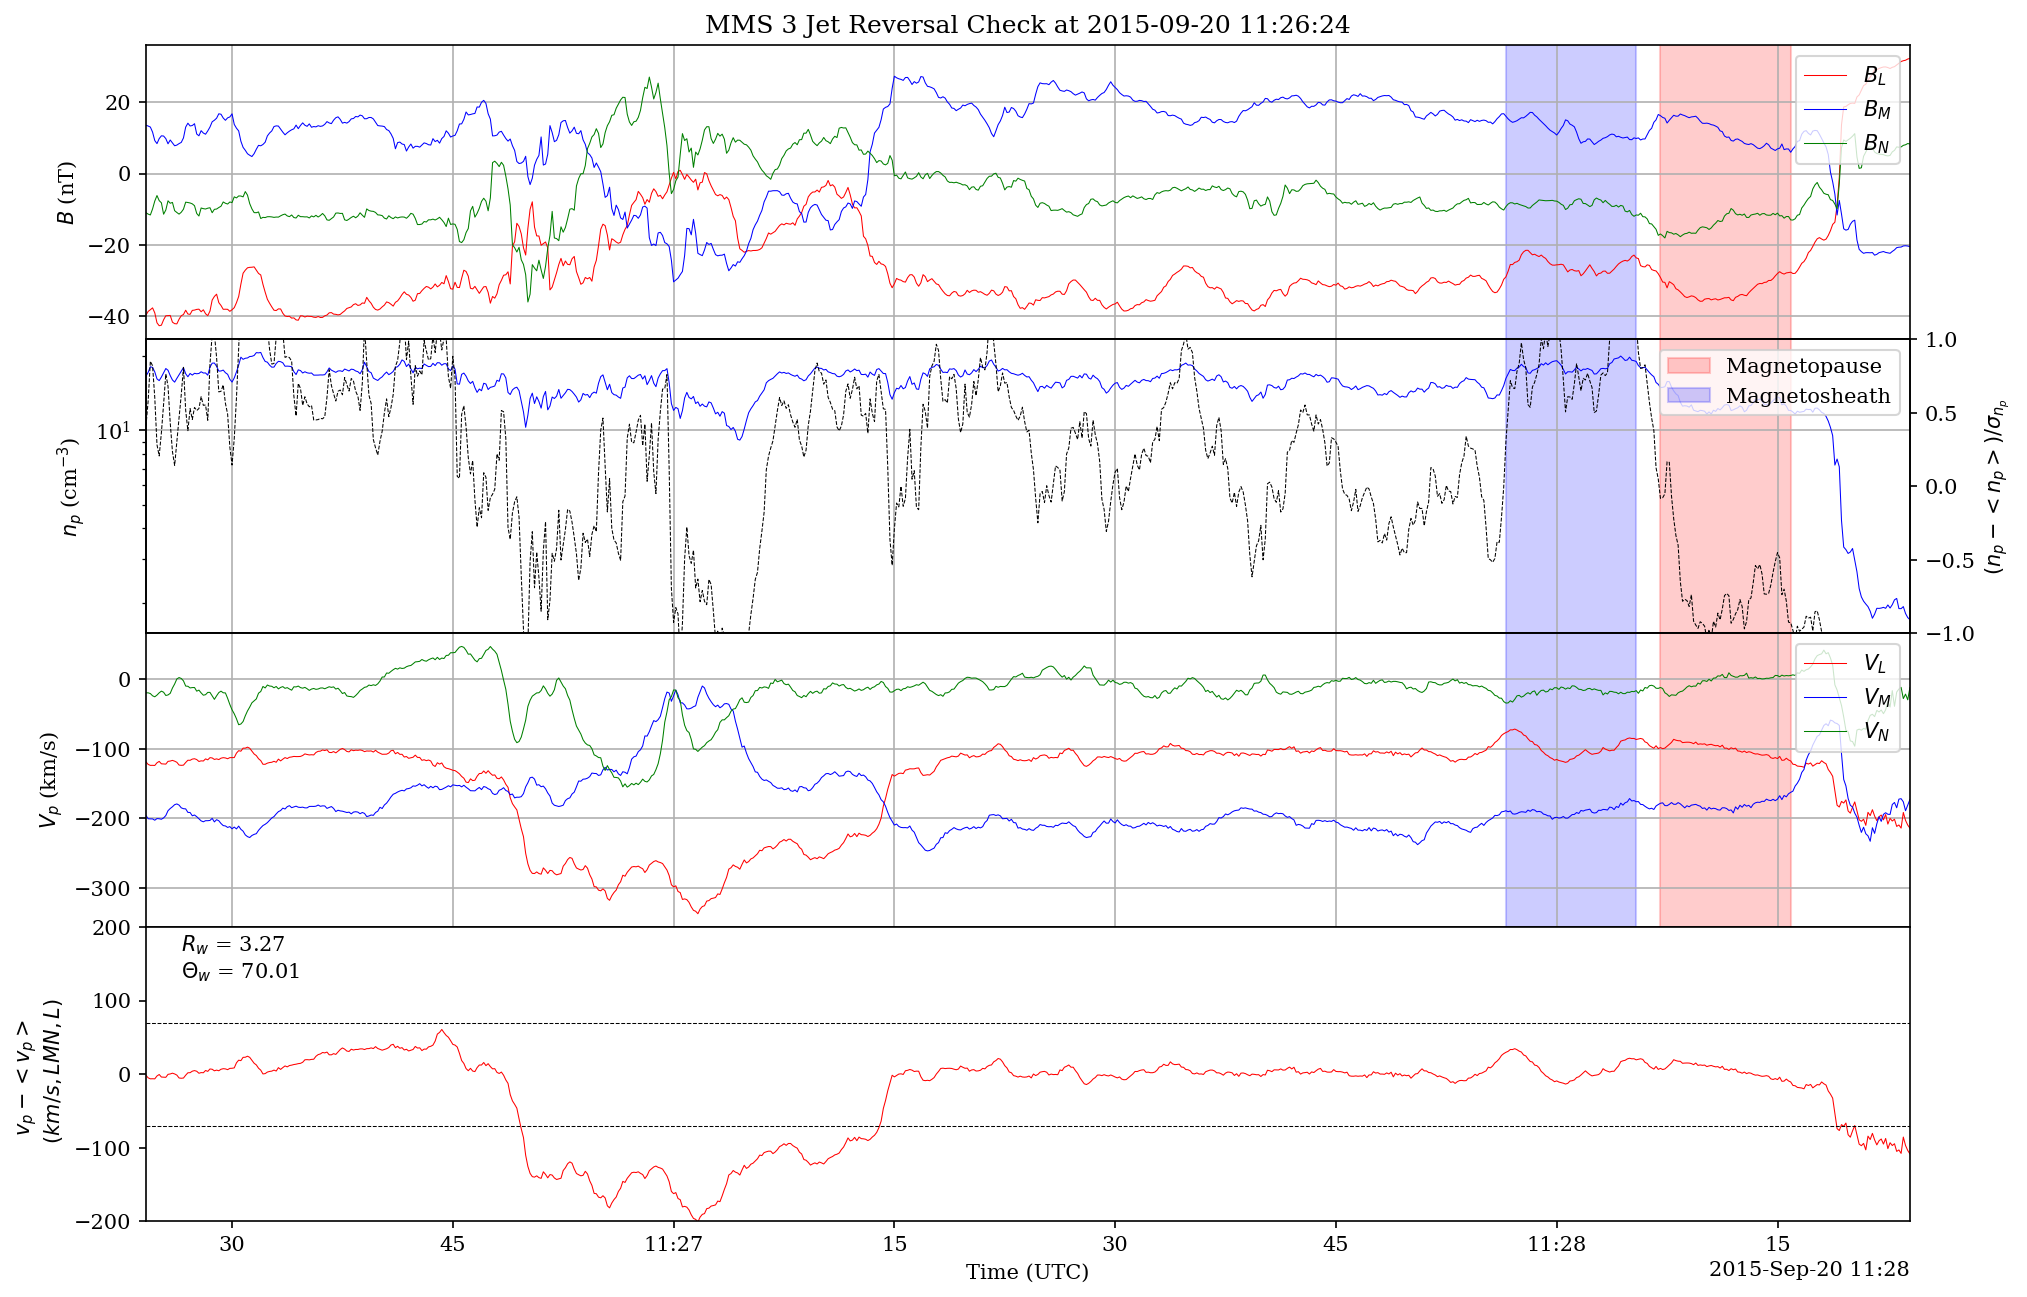 MMS 3 Jet Reversal Check at 2015-09-20 11:26:24
20
0
−20
−40
B (nT)
B_L
B_M
B_N
10^1
n_p (cm^{-3})
1.0
0.5
0.0
−0.5
−1.0
(n_p − < n_p >)/σ_{n_p}
Magnetopause
Magnetosheath
0
−100
−200
−300
V_p (km/s)
V_L
V_M
V_N
200
100
0
−100
−200
v_p − < v_p >
(km/s, LMN, L)
R_w = 3.27
Θ_w = 70.01
30 45 11:27 15 30 45 11:28 15
Time (UTC)
2015-Sep-20 11:28